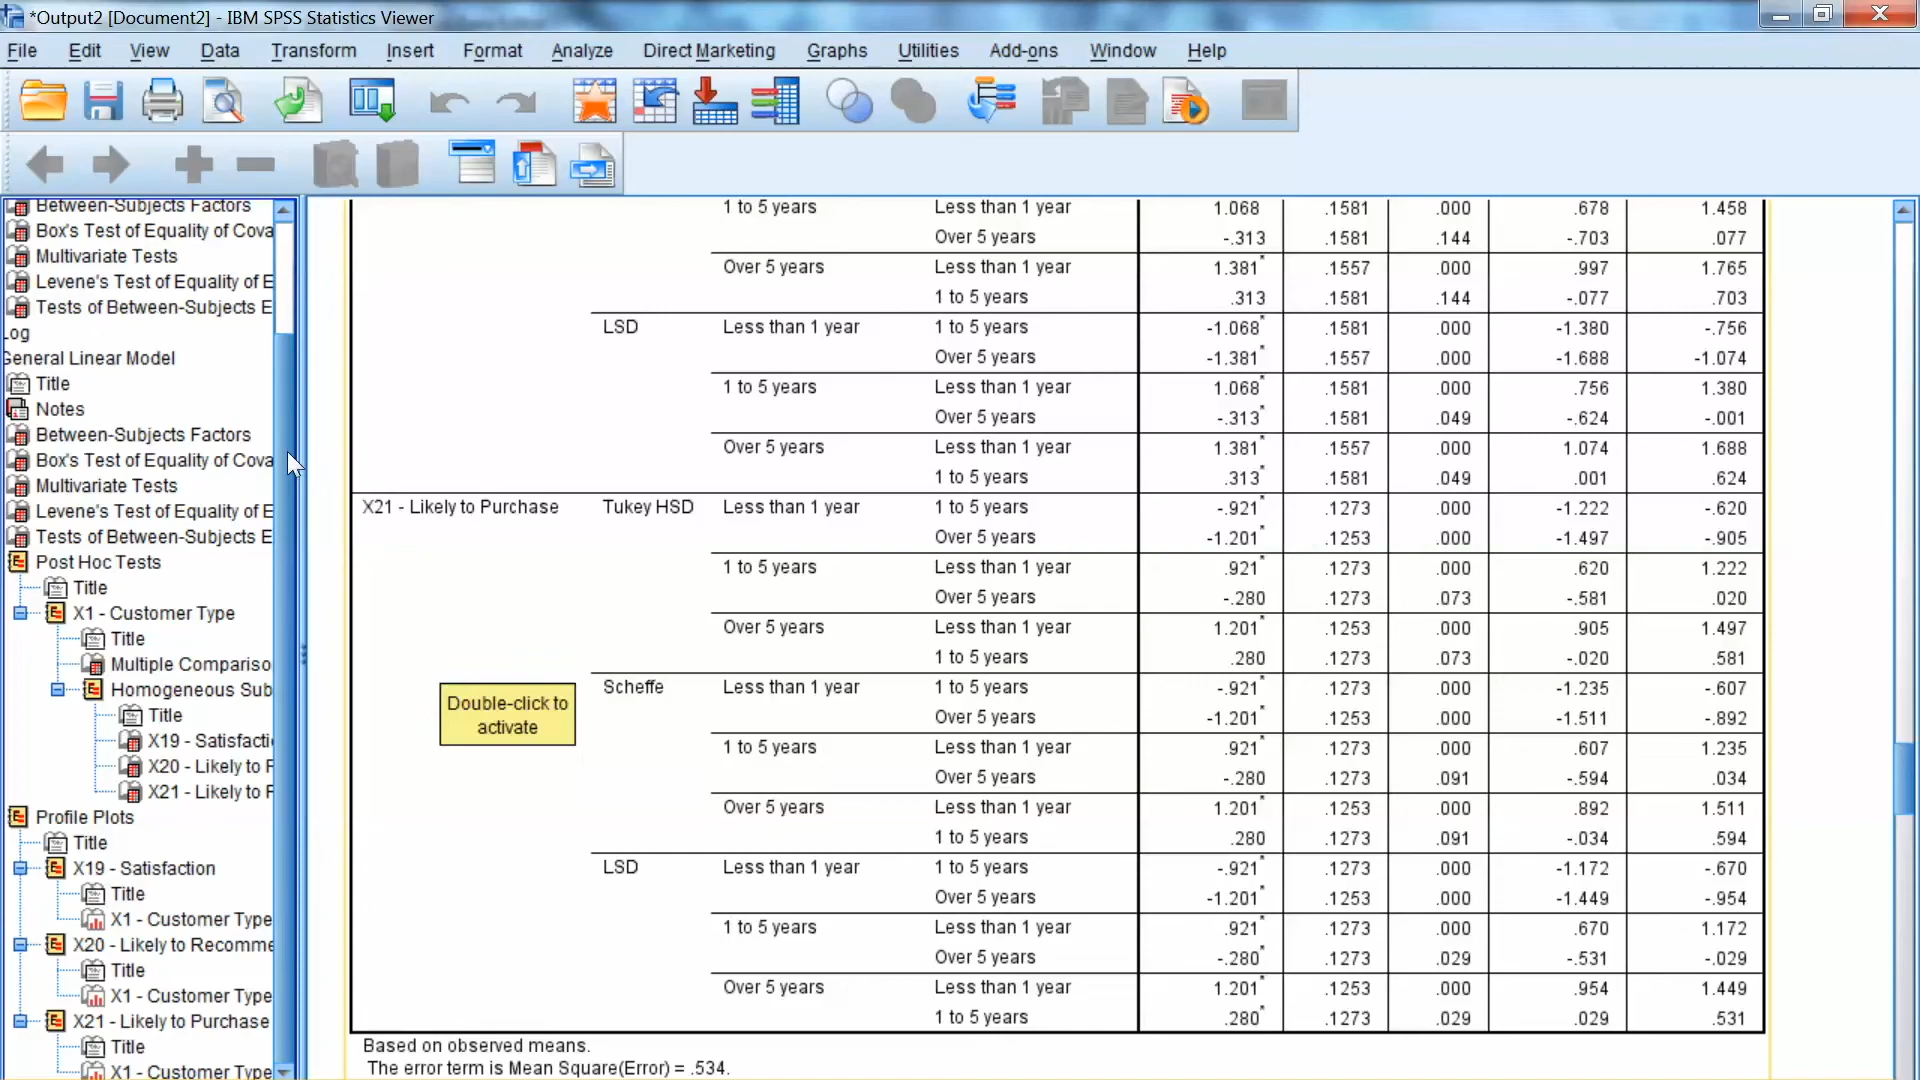 *Output2 [Document2] - IBM SPSS Statistics Viewer
File Edit View Data Transform Insert Format Analyze Direct Marketing Graphs Utilities Add-ons Window Help
Between-Subjects Factors
Box's Test of Equality of Cova
Multivariate Tests
Levene's Test of Equality of E
Tests of Between-Subjects E
Log
General Linear Model
Title
Notes
Between-Subjects Factors
Box's Test of Equality of Cova
Multivariate Tests
Levene's Test of Equality of E
Tests of Between-Subjects E
Post Hoc Tests
Title
X1 - Customer Type
Title
Multiple Compariso
Homogeneous Sub
Title
X19 - Satisfacti
X20 - Likely to F
X21 - Likely to F
Profile Plots
Title
X19 - Satisfaction
Title
X1 - Customer Type
X20 - Likely to Recomme
Title
X1 - Customer Type
X21 - Likely to Purchase
Title
X1 - Customer Type
1 to 5 years Less than 1 year 1.068 .1581 .000 .678 1.458
Over 5 years -.313 .1581 .144 -.703 .077
Over 5 years Less than 1 year 1.381* .1557 .000 .997 1.765
1 to 5 years .313 .1581 .144 -.077 .703
LSD Less than 1 year 1 to 5 years -1.068* .1581 .000 -1.380 -.756
Over 5 years -1.381* .1557 .000 -1.688 -1.074
1 to 5 years Less than 1 year 1.068* .1581 .000 .756 1.380
Over 5 years -.313* .1581 .049 -.624 -.001
Over 5 years Less than 1 year 1.381* .1557 .000 1.074 1.688
1 to 5 years .313* .1581 .049 .001 .624
X21 - Likely to Purchase Tukey HSD Less than 1 year 1 to 5 years -.921* .1273 .000 -1.222 -.620
Over 5 years -1.201* .1253 .000 -1.497 -.905
1 to 5 years Less than 1 year .921* .1273 .000 .620 1.222
Over 5 years -.280 .1273 .073 -.581 .020
Over 5 years Less than 1 year 1.201* .1253 .000 .905 1.497
1 to 5 years .280 .1273 .073 -.020 .581
Scheffe Less than 1 year 1 to 5 years -.921* .1273 .000 -1.235 -.607
Over 5 years -1.201* .1253 .000 -1.511 -.892
1 to 5 years Less than 1 year .921* .1273 .000 .607 1.235
Over 5 years -.280 .1273 .091 -.594 .034
Over 5 years Less than 1 year 1.201* .1253 .000 .892 1.511
1 to 5 years .280 .1273 .091 -.034 .594
LSD Less than 1 year 1 to 5 years -.921* .1273 .000 -1.172 -.670
Over 5 years -1.201* .1253 .000 -1.449 -.954
1 to 5 years Less than 1 year .921* .1273 .000 .670 1.172
Over 5 years -.280* .1273 .029 -.531 -.029
Over 5 years Less than 1 year 1.201* .1253 .000 .954 1.449
1 to 5 years .280* .1273 .029 .029 .531
Double-click to
activate
Based on observed means.
The error term is Mean Square(Error) = .534.